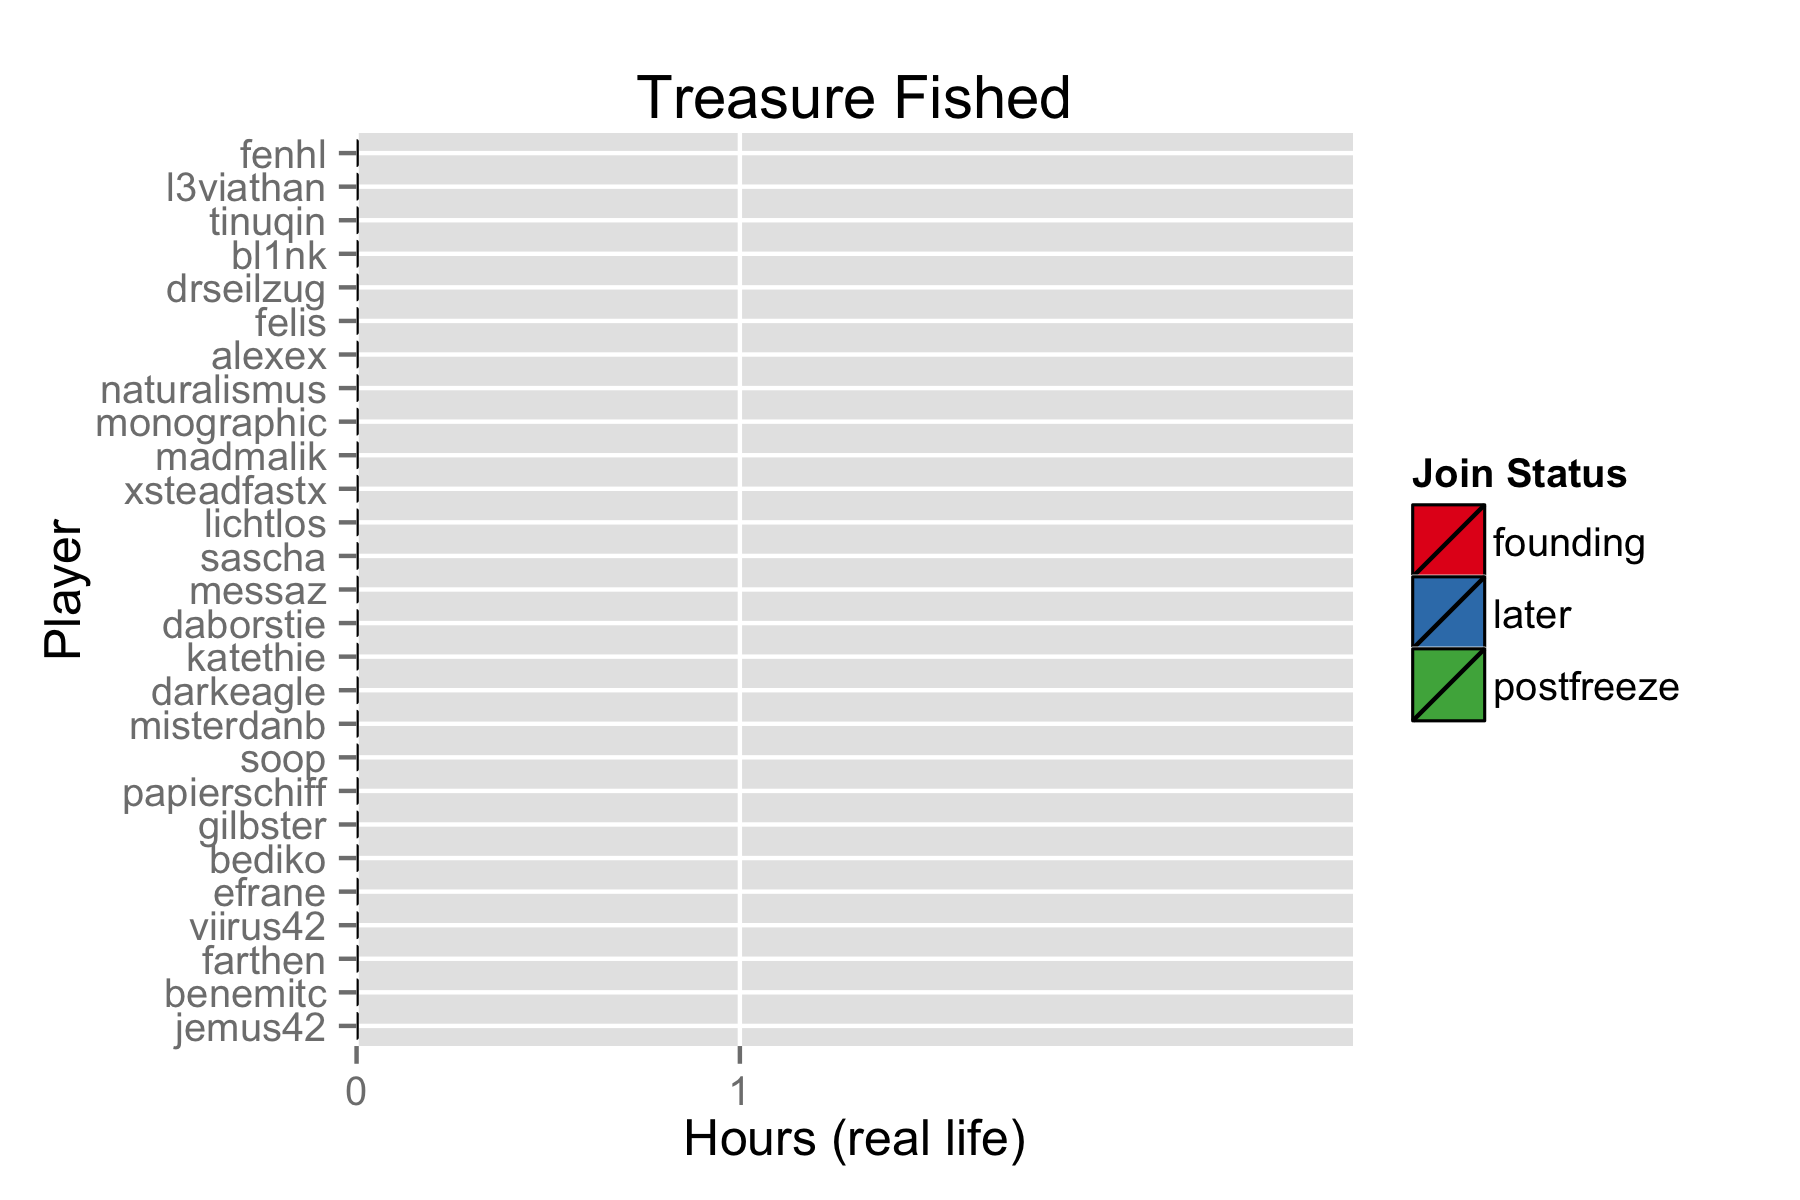 Treasure Fished
fenhl
l3viathan
tinuqin
bl1nk
drseilzug
felis
alexex
naturalismus
monographic
madmalik
xsteadfastx
lichtlos
sascha
messaz
daborstie
katethie
darkeagle
misterdanb
soop
papierschiff
gilbster
bediko
efrane
viirus42
farthen
benemitc
jemus42
Player
0 1
Hours (real life)
Join Status
founding
later
postfreeze